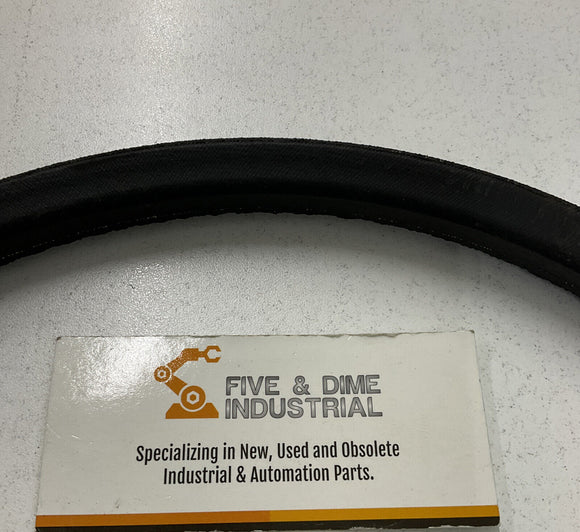 FIVE & DIME
INDUSTRIAL
Specializing in New, Used and Obsolete
Industrial & Automation Parts.